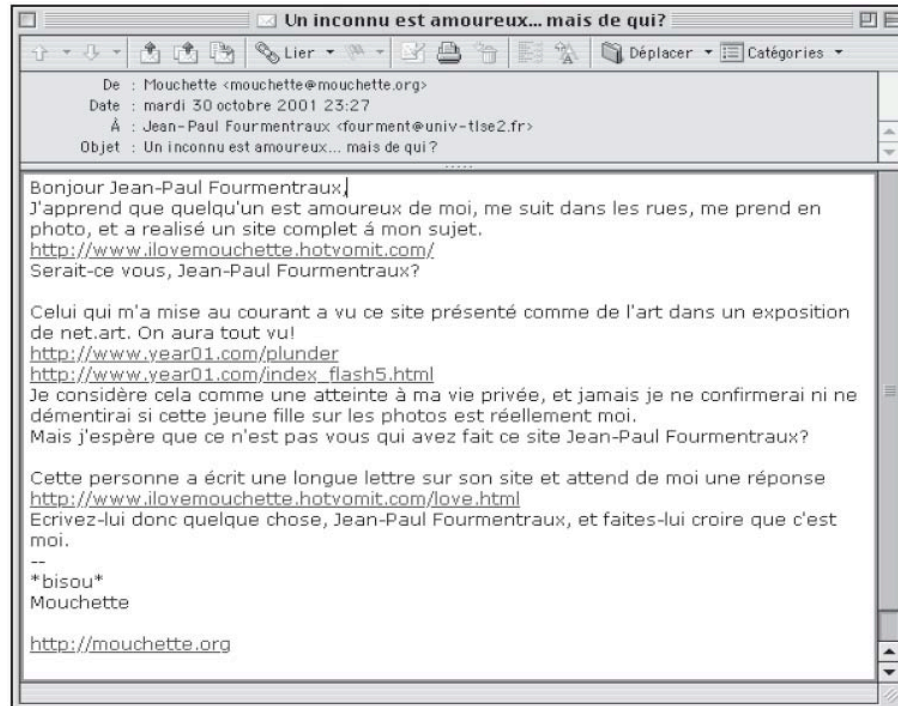 Un inconnu est amoureux... mais de qui?
Lier Déplacer Catégories
De : Mouchette <mouchette@mouchette.org>
Date : mardi 30 octobre 2001 23:27
À : Jean-Paul Fourmentraux <fourment@univ-tlse2.fr>
Objet : Un inconnu est amoureux... mais de qui?
Bonjour Jean-Paul Fourmentraux,
J'apprend que quelqu'un est amoureux de moi, me suit dans les rues, me prend en
photo, et a realisé un site complet á mon sujet.
http://www.ilovemouchette.hotvomit.com/
Serait-ce vous, Jean-Paul Fourmentraux?
Celui qui m'a mise au courant a vu ce site présenté comme de l'art dans un exposition
de net.art. On aura tout vu!
http://www.year01.com/plunder
http://www.year01.com/index_flash5.html
Je considère cela comme une atteinte à ma vie privée, et jamais je ne confirmerai ni ne
démentirai si cette jeune fille sur les photos est réellement moi.
Mais j'espère que ce n'est pas vous qui avez fait ce site Jean-Paul Fourmentraux?
Cette personne a écrit une longue lettre sur son site et attend de moi une réponse
http://www.ilovemouchette.hotvomit.com/love.html
Ecrivez-lui donc quelque chose, Jean-Paul Fourmentraux, et faites-lui croire que c'est
moi.
--
*bisou*
Mouchette
http://mouchette.org